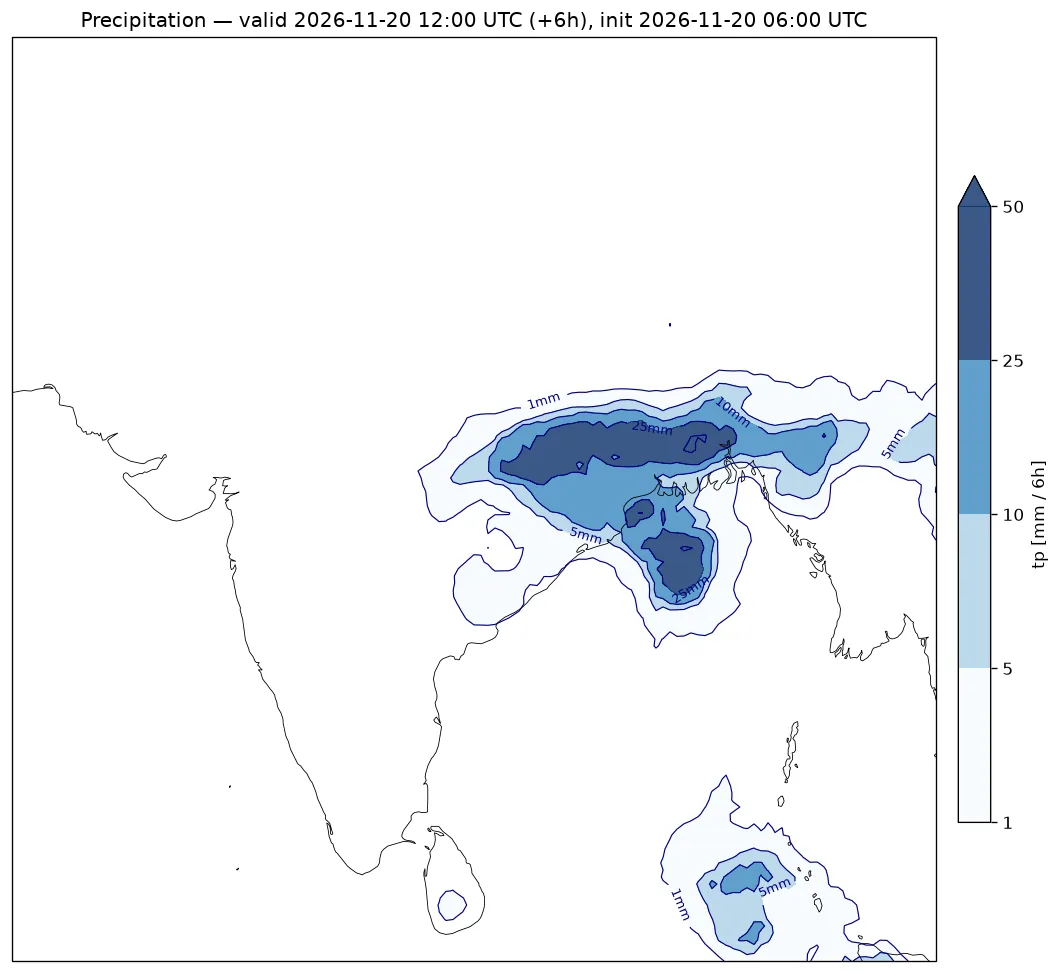 Precipitation — valid 2026-11-20 12:00 UTC (+6h), init 2026-11-20 06:00 UTC
50
25
10
5
1
tp [mm / 6h]
1mm
10mm
25mm
5mm
5mm
25mm
5mm
1mm